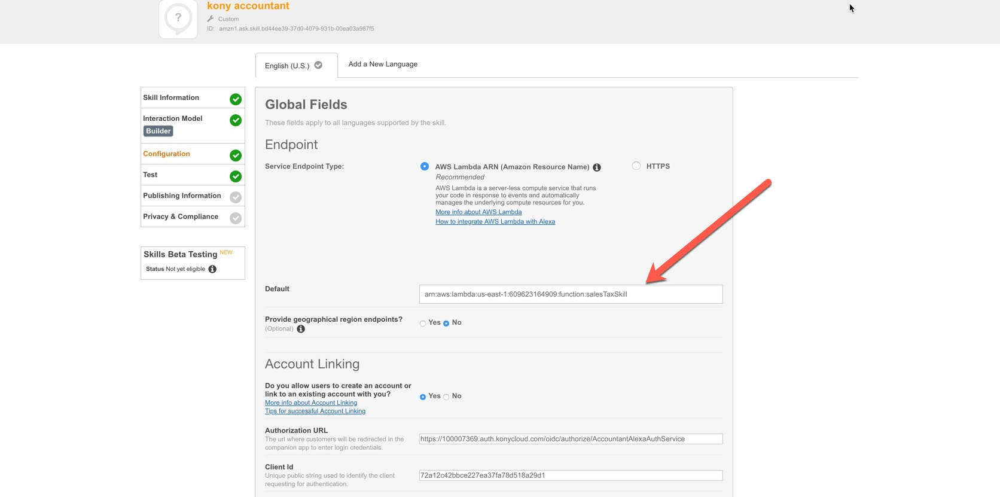 kony accountant
?
Custom
ID: amzn1.ask.skill.bd44ee39-37d0-4079-931b-00ea03a987f5
English (U.S.)
Add a New Language
Skill Information
Interaction Model
Builder
Configuration
Test
Publishing Information
Privacy & Compliance
Skills Beta Testing NEW
Status Not yet eligible
Global Fields
These fields apply to all languages supported by the skill.
Endpoint
Service Endpoint Type:
AWS Lambda ARN (Amazon Resource Name)
HTTPS
Recommended
AWS Lambda is a server-less compute service that runs
your code in response to events and automatically
manages the underlying compute resources for you.
More info about AWS Lambda
How to integrate AWS Lambda with Alexa
Default
arn:aws:lambda:us-east-1:609623164909:function:salesTaxSkill
Provide geographical region endpoints?
(Optional)
Yes No
Account Linking
Do you allow users to create an account or
link to an existing account with you?
Yes No
More info about Account Linking
Tips for successful Account Linking
Authorization URL
The url where customers will be redirected in the
companion app to enter login credentials.
https://100007369.auth.konycloud.com/oidc/authorize/AccountantAlexaAuthService
Client Id
Unique public string used to identify the client
requesting for authentication.
72a12c42bbce227ea37fa78d518a29d1